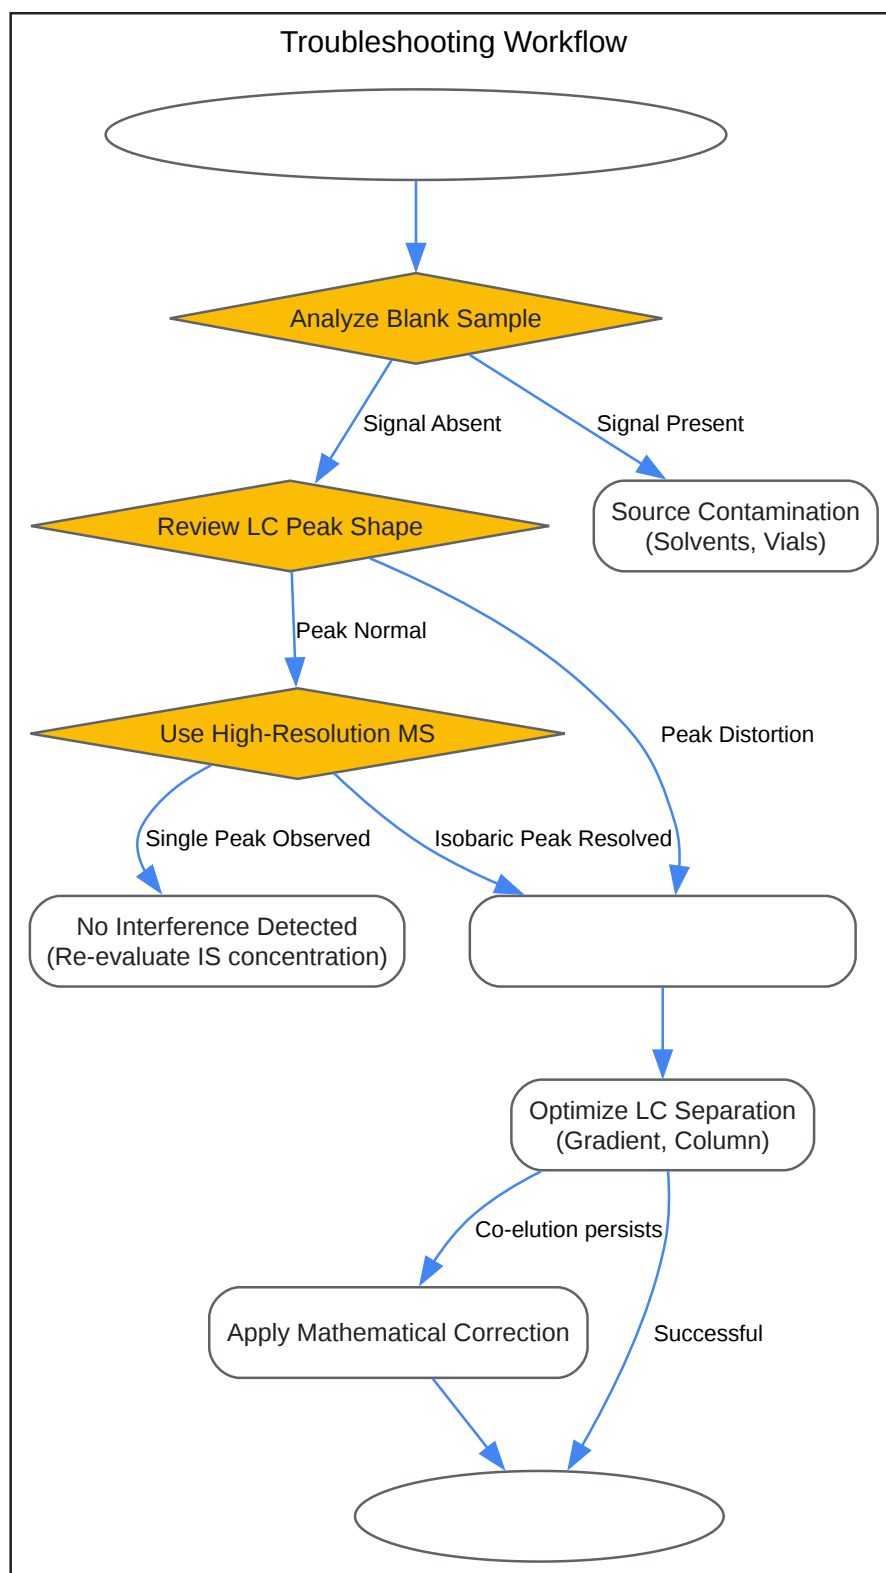 Troubleshooting Workflow
Analyze Blank Sample
Signal Absent
Signal Present
Review LC Peak Shape
Source Contamination
(Solvents, Vials)
Peak Normal
Use High-Resolution MS
Peak Distortion
Single Peak Observed
Isobaric Peak Resolved
No Interference Detected
(Re-evaluate IS concentration)
Optimize LC Separation
(Gradient, Column)
Co-elution persists
Apply Mathematical Correction
Successful